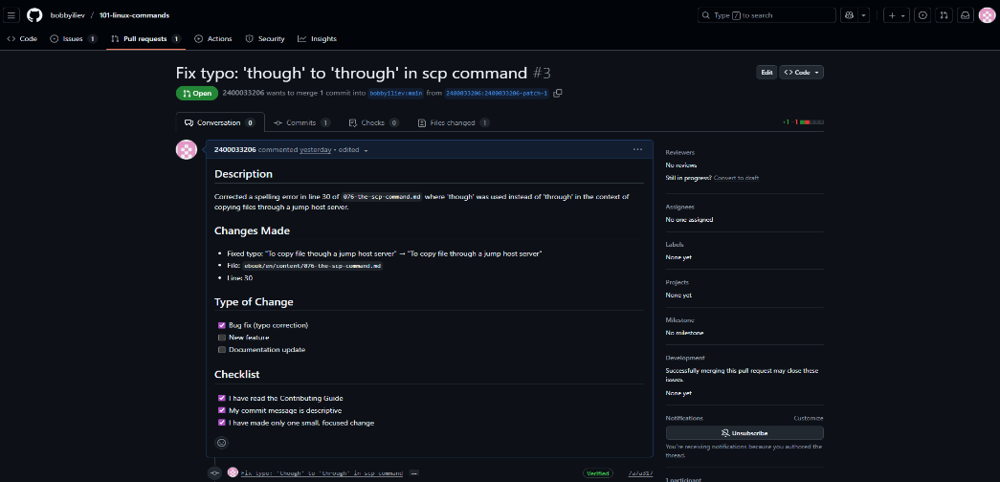 bobbyiliev / 101-linux-commands
Type / to search
Code
Issues 1
Pull requests 1
Actions
Security
Insights
Fix typo: 'though' to 'through' in scp command #3
Edit
Code
Open
2400033206 wants to merge 1 commit into bobbyiliev:main from 2400033206:2400033206-patch-1
Conversation 0
Commits 1
Checks 0
Files changed 1
+1 −1
2400033206 commented yesterday • edited
Description
Corrected a spelling error in line 30 of 076-the-scp-command.md where 'though' was used instead of 'through' in the context of
copying files through a jump host server.
Changes Made
• Fixed typo: "To copy file though a jump host server" → "To copy file through a jump host server"
• File: ebook/en/content/076-the-scp-command.md
• Line: 30
Type of Change
Bug fix (typo correction)
New feature
Documentation update
Checklist
I have read the Contributing Guide
My commit message is descriptive
I have made only one small, focused change
Fix typo: 'though' to 'through' in scp command
Verified
Reviewers
No reviews
Still in progress? Convert to draft
Assignees
No one assigned
Labels
None yet
Projects
None yet
Milestone
No milestone
Development
Successfully merging this pull request may close these
issues.
None yet
Notifications
Customize
Unsubscribe
You're receiving notifications because you authored the
thread.
1 participant